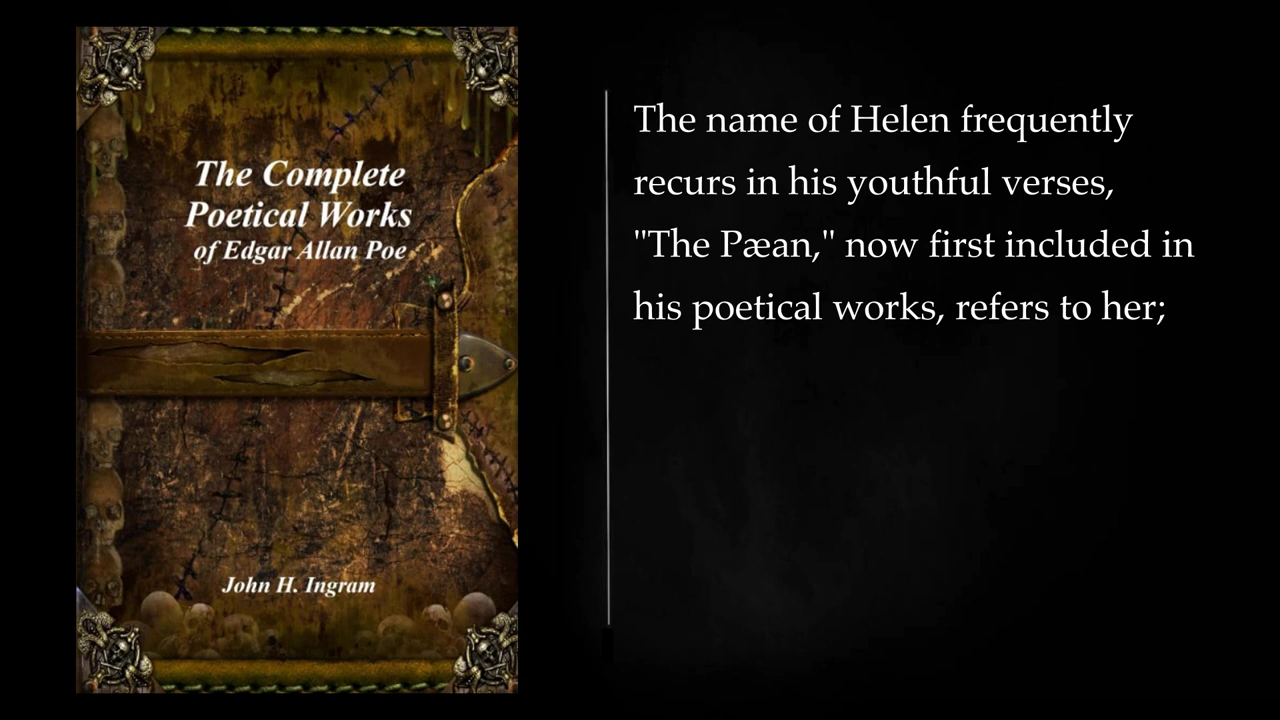 The Complete
Poetical Works
of Edgar Allan Poe
John H. Ingram
The name of Helen frequently
recurs in his youthful verses,
"The Pæan," now first included in
his poetical works, refers to her;